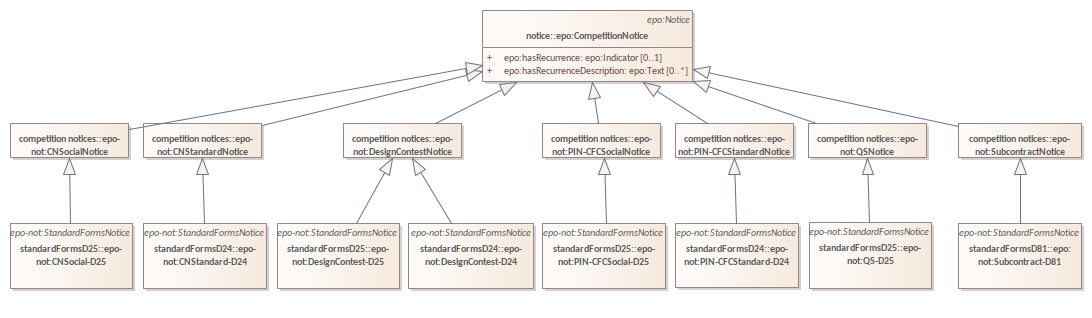 epo:Notice
notice::epo:CompetitionNotice
+ epo:hasRecurrence: epo:Indicator [0..1]
+ epo:hasRecurrenceDescription: epo:Text [0..*]
competition notices::epo-
not:CNSocialNotice
competition notices::epo-
not:CNStandardNotice
competition notices::epo-
not:DesignContestNotice
competition notices::epo-
not:PIN-CFCSocialNotice
competition notices::epo-
not:PIN-CFCStandardNotice
competition notices::epo-
not:QSNotice
competition notices::epo-
not:SubcontractNotice
epo-not:StandardFormsNotice
standardFormsD25::epo-
not:CNSocial-D25
epo-not:StandardFormsNotice
standardFormsD24::epo-
not:CNStandard-D24
epo-not:StandardFormsNotice
standardFormsD25::epo-
not:DesignContest-D25
epo-not:StandardFormsNotice
standardFormsD24::epo-
not:DesignContest-D24
epo-not:StandardFormsNotice
standardFormsD25::epo-
not:PIN-CFCSocial-D25
epo-not:StandardFormsNotice
standardFormsD24::epo-
not:PIN-CFCStandard-D24
epo-not:StandardFormsNotice
standardFormsD25::epo-
not:QS-D25
epo-not:StandardFormsNotice
standardFormsD81::epo:
not:Subcontract-D81